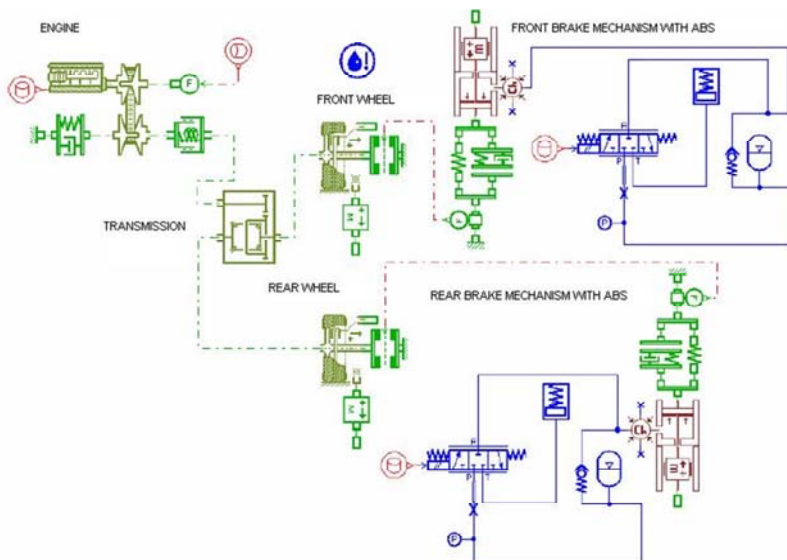 ENGINE
FRONT BRAKE MECHANISM WITH ABS
F
FRONT WHEEL
A
P T
F
P
M
TRANSMISSION
REAR WHEEL
REAR BRAKE MECHANISM WITH ABS
F
M
A
P T
m
P